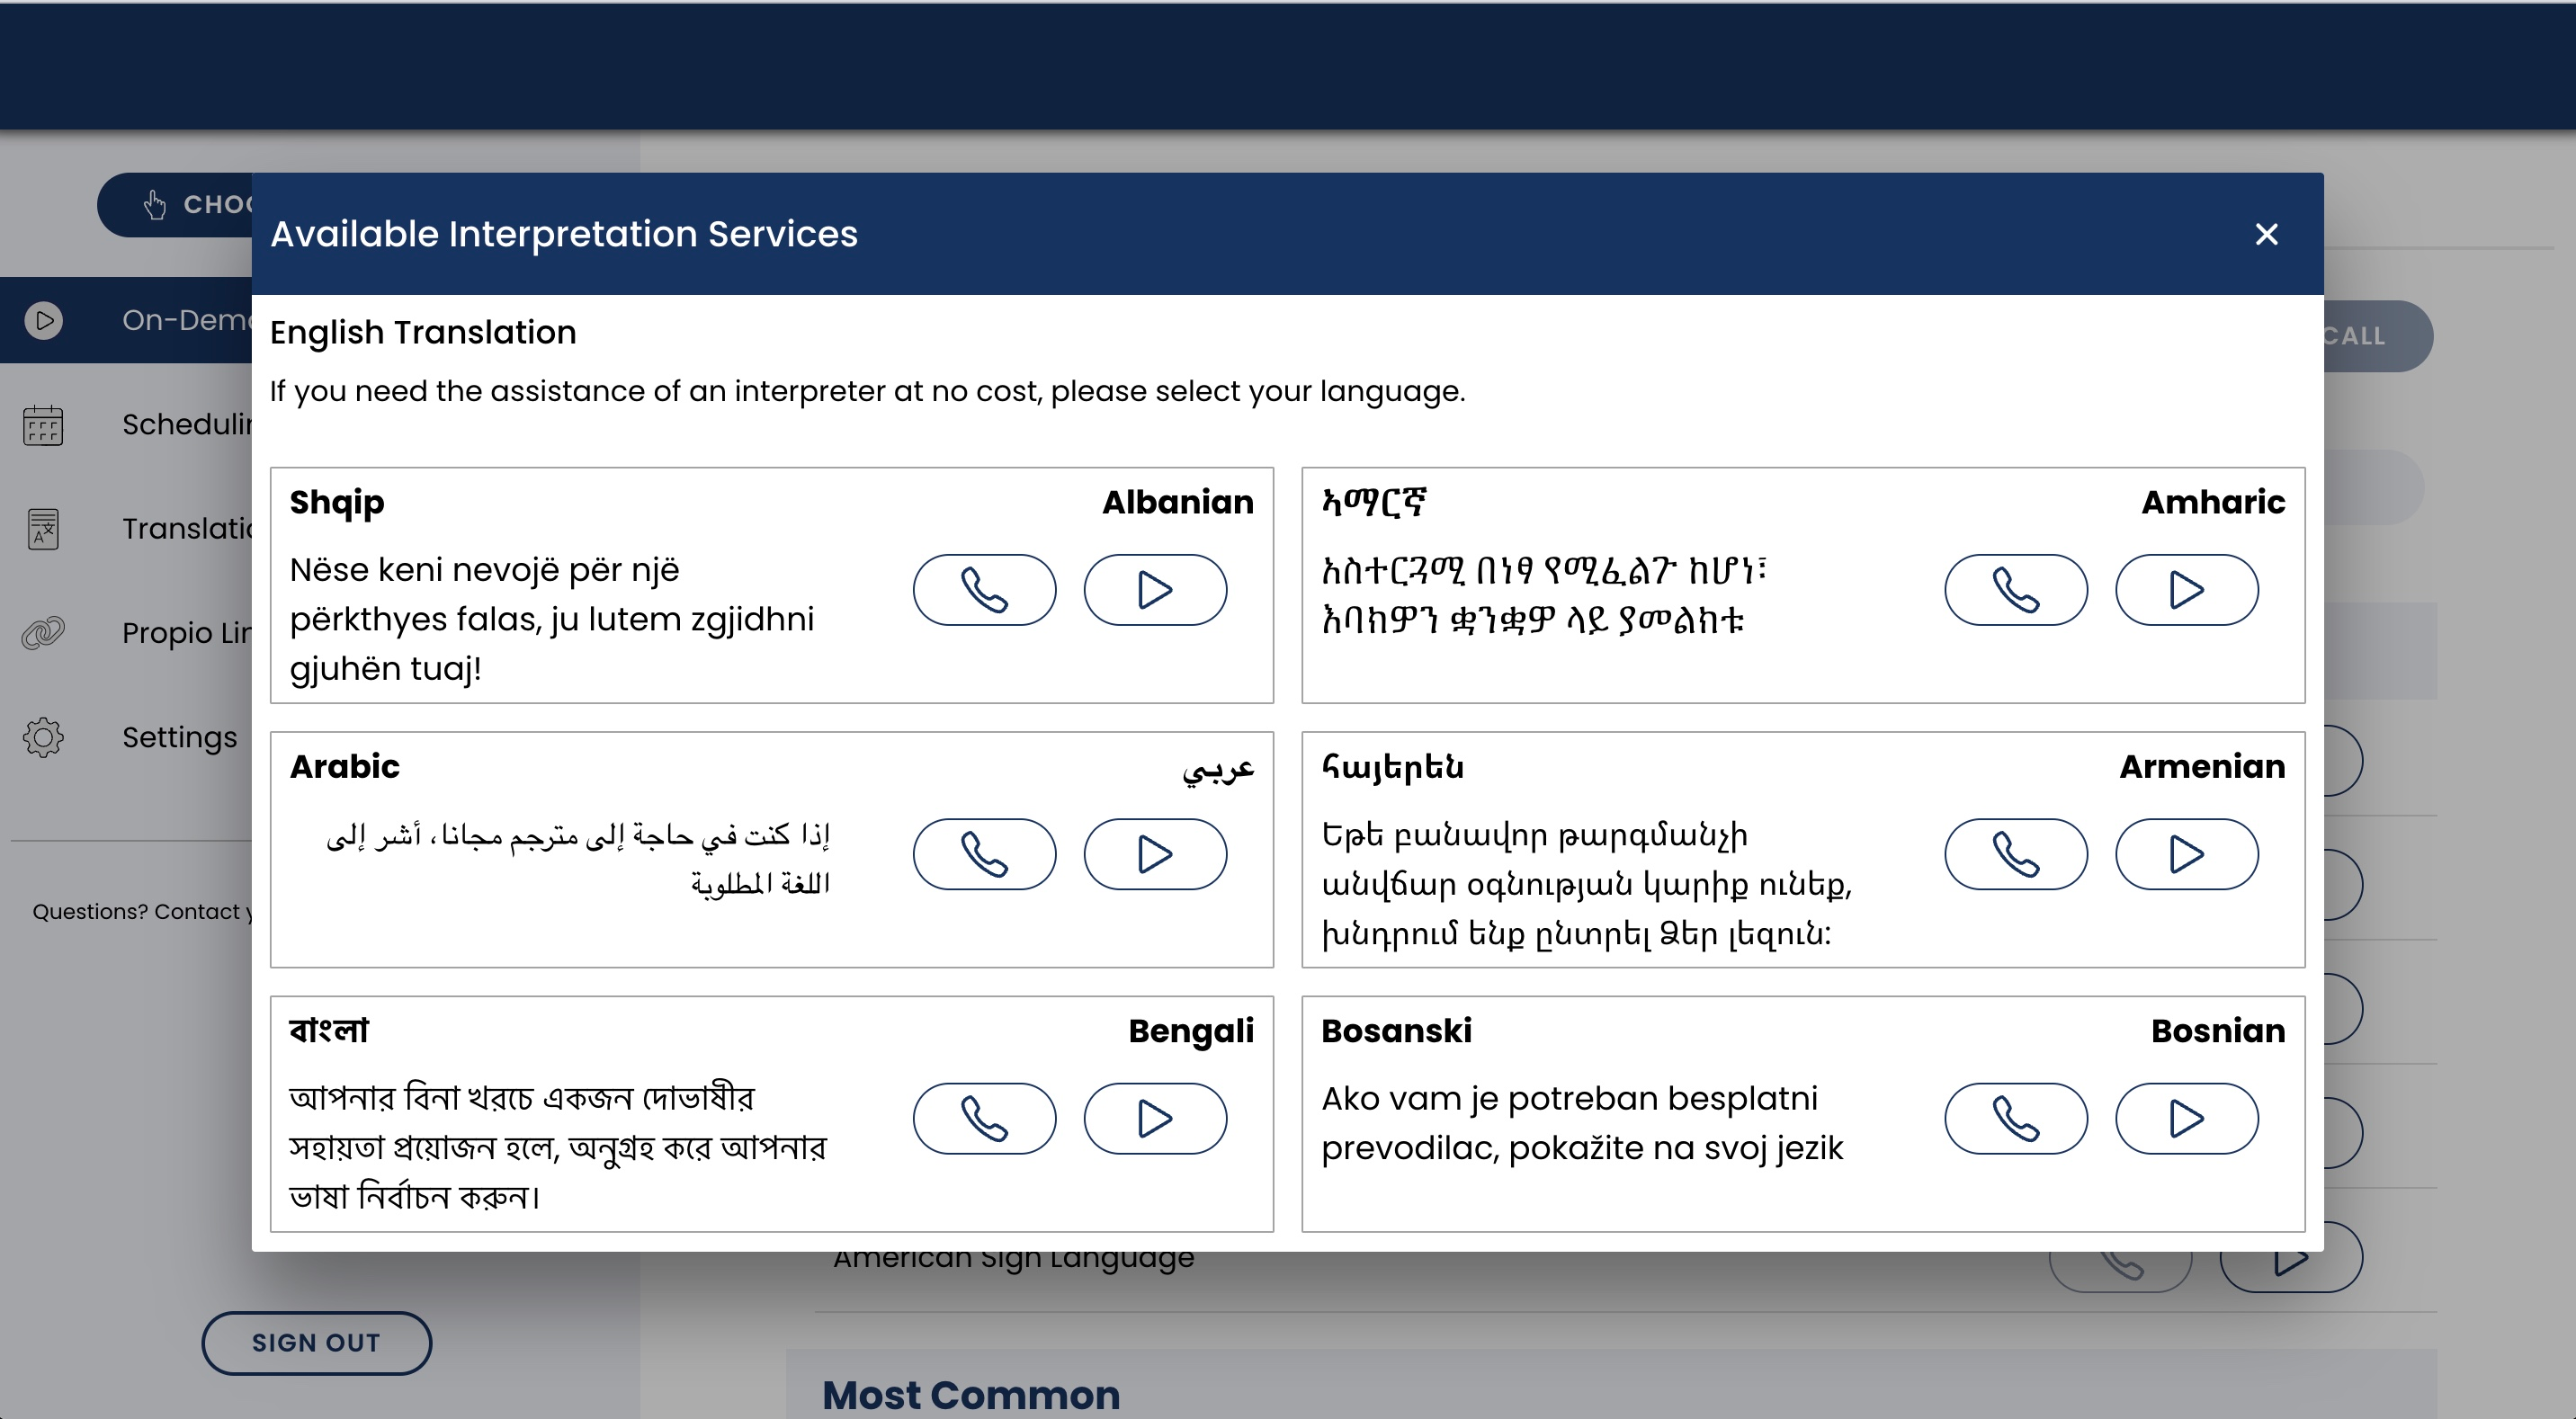 CHOO
Available Interpretation Services
On-Dem
English Translation
CALL
If you need the assistance of an interpreter at no cost, please select your language.
Schedulin
Translatio
Propio Lin
Settings
Questions? Contact y
Shqip
Albanian
Nëse keni nevojë për një
përkthyes falas, ju lutem zgjidhni
gjuhën tuaj!
ኣማርኛ
Amharic
አስተርጓሚ በነፃ የሚፈልጉ ከሆነ፣
እባክዎን ቋንቋዎ ላይ ያመልክቱ
Arabic
عربي
إذا كنت في حاجة إلى مترجم مجانا، أشر إلى
اللغة المطلوبة
հայերեն
Armenian
Եթե բանավոր թարգմանչի
անվճար օգնության կարիք ունեք,
խնդրում ենք ընտրել Ձեր լեզուն:
বাংলা
Bengali
আপনার বিনা খরচে একজন দোভাষীর
সহায়তা প্রয়োজন হলে, অনুগ্রহ করে আপনার
ভাষা নির্বাচন করুন।
Bosanski
Bosnian
Ako vam je potreban besplatni
prevodilac, pokažite na svoj jezik
American Sign Language
SIGN OUT
Most Common